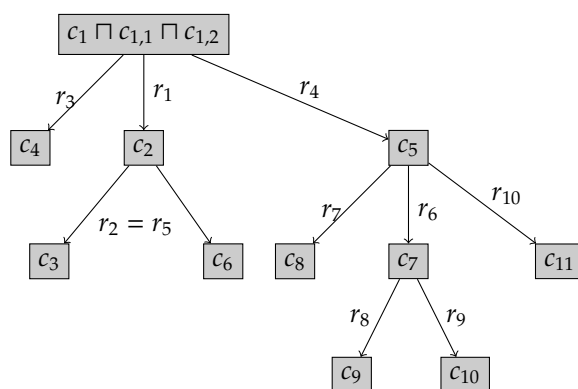 c₁ ⊓ c₁,₁ ⊓ c₁,₂
r₃ r₁ r₄
c₄ c₂ c₅
r₂ = r₅ r₇ r₆ r₁₀
c₃ c₆ c₈ c₇ c₁₁
r₈ r₉
c₉ c₁₀